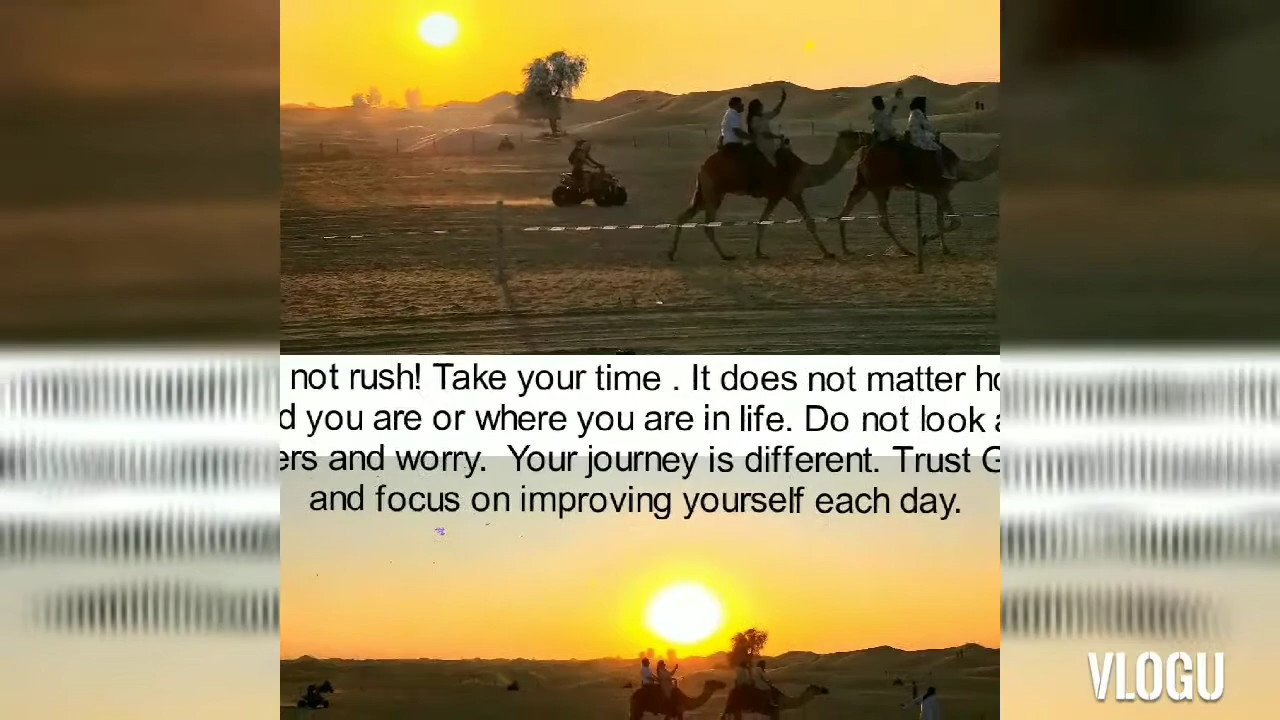 not rush! Take your time . It does not matter
you are or where you are in life. Do not look
and worry. Your journey is different. Trust
and focus on improving yourself each day.
VLOGU